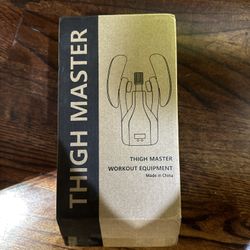 THIGH MASTER
THIGH MASTER
WORKOUT EQUIPMENT
Made in China